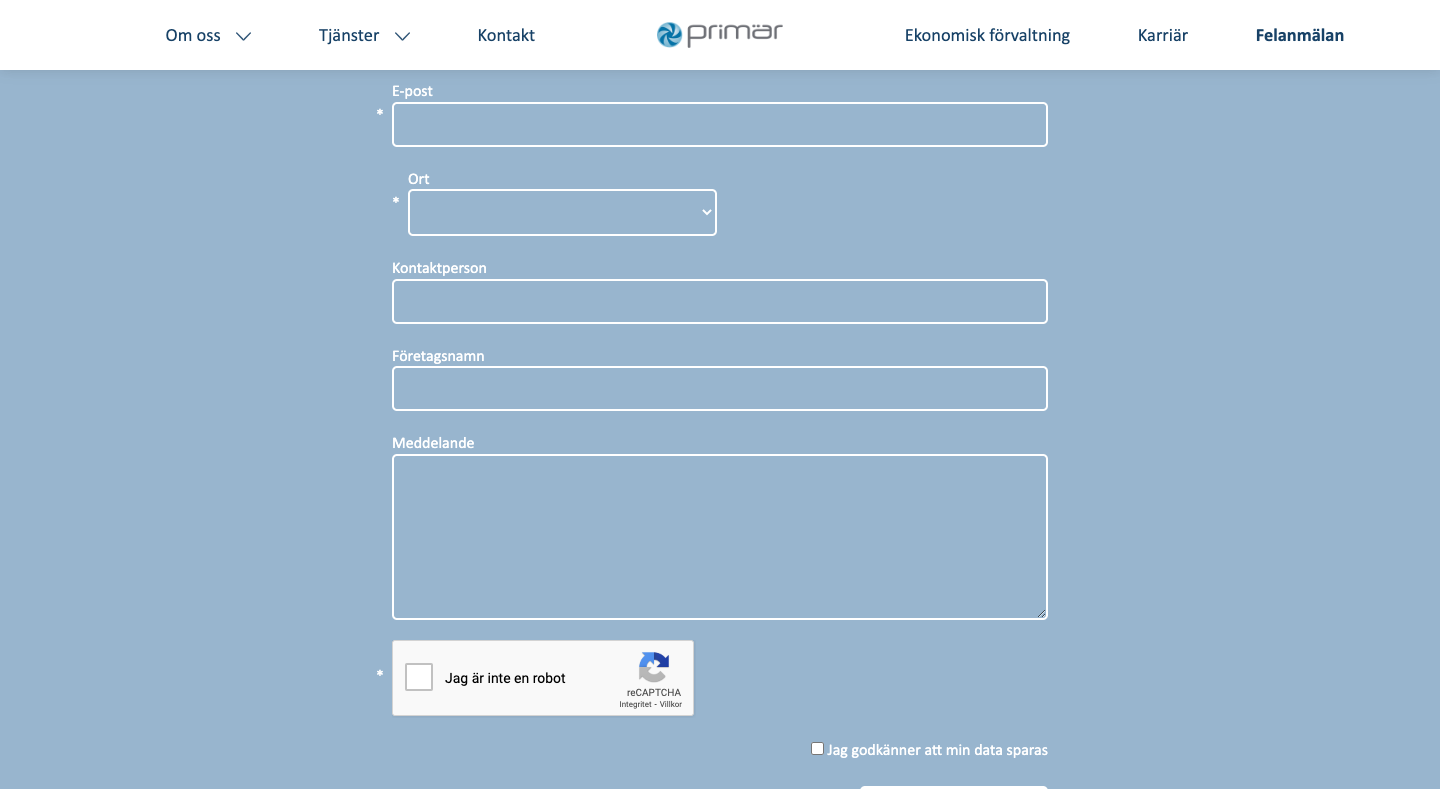 Om oss
Tjänster
Kontakt
primär
Ekonomisk förvaltning
Karriär
Felanmälan
E-post
*
Ort
*
Kontaktperson
Företagsnamn
Meddelande
*
Jag är inte en robot
reCAPTCHA
Integritet - Villkor
Jag godkänner att min data sparas